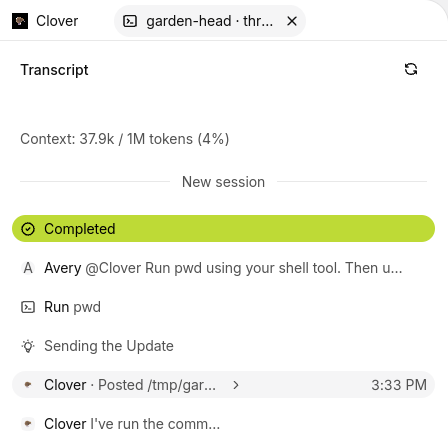 Clover
garden-head · thr...
Transcript
Context: 37.9k / 1M tokens (4%)
New session
Completed
A Avery @Clover Run pwd using your shell tool. Then u...
Run pwd
Sending the Update
Clover · Posted /tmp/gar... 3:33 PM
Clover I've run the comm...